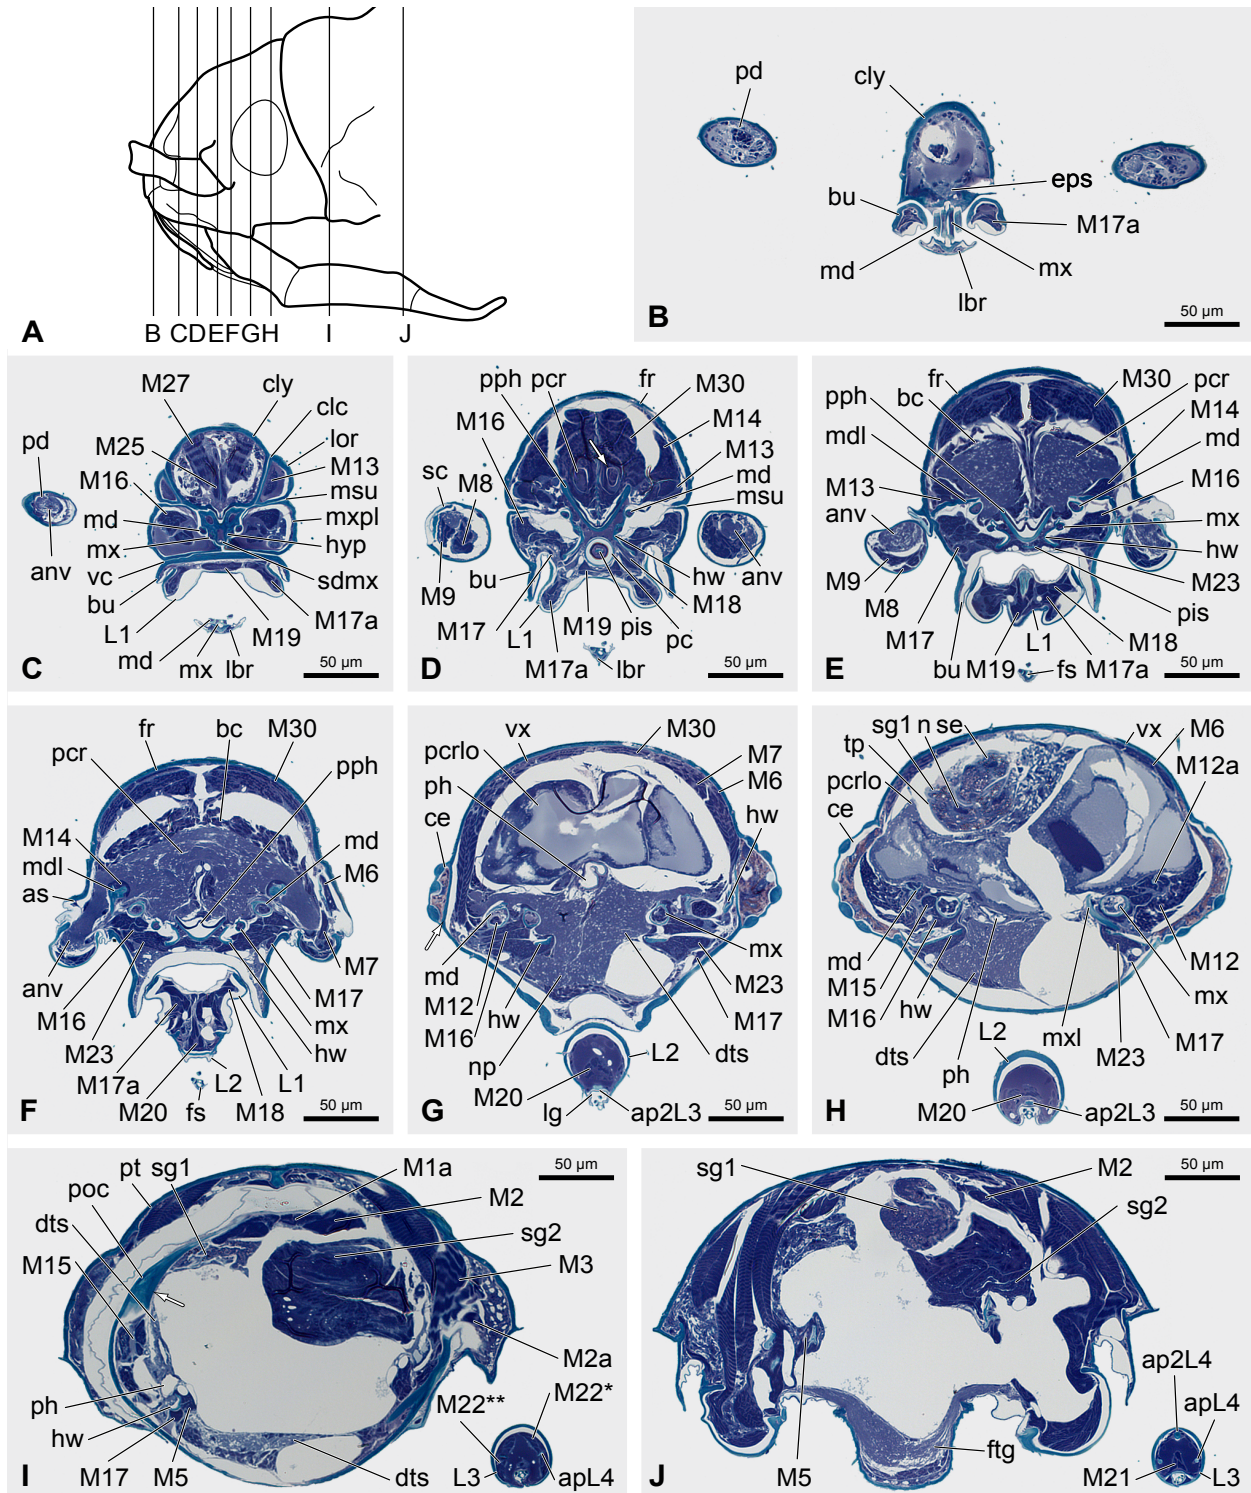 A
B CDEFGH I J
pd
cly
eps
bu
M17a
md
mx
lbr
B
50 µm
M27
cly
clc
lor
pd
M25
M13
M16
msu
md
mxpl
mx
hyp
vc
anv
bu
sdmx
L1
M17a
M19
md
mx lbr
C
50 µm
pph pcr
fr
M30
M16
M14
M13
sc
M8
md
msu
bu
M9
hw
anv
M17
L1
M19 pis
M18
M17a
pc
lbr
D
50 µm
fr
M30
pcr
bc
pph
M14
mdl
md
M13
M16
anv
mx
hw
M9
M23
M8
pis
M17
L1
M18
bu M19
fs M17a
E
50 µm
fr
bc
M30
pcr
pph
M14
md
mdl
M6
as
anv
M7
M16
M17
mx
M23
hw
M17a
L2
L1
M20
fs
M18
F
50 µm
vx
M30
pcrlo
M7
ph
M6
ce
hw
md
mx
M12
M23
M16
hw
M17
np
L2
dts
M20
lg
ap2L3
G
50 µm
sg1 n se
vx
M6
tp
M12a
pcrlo
ce
md
M15
M12
M16
hw
mx
mxl
dts
L2
M23
M17
ph
M20
ap2L3
H
50 µm
pt sg1
M1a
50 µm
poc
M2
dts
sg2
M15
M3
M2a
M22**
M22*
ph
hw
M17
M5
dts
L3
apL4
I
sg1
M2
50 µm
sg2
ap2L4
apL4
ftg
M5
M21
L3
J